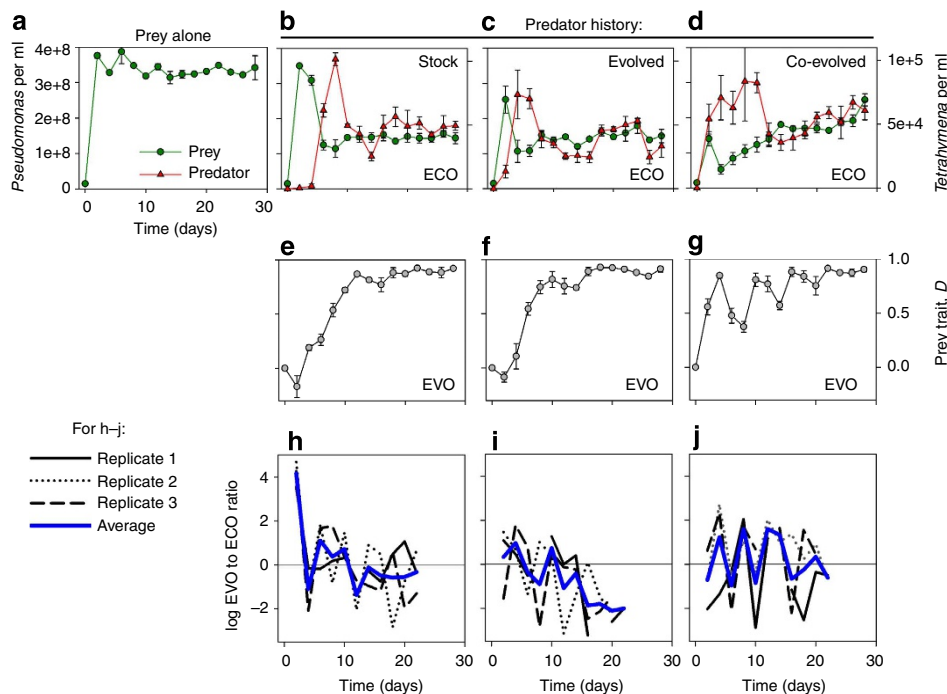 a b c Predator history: d
Prey alone
4e+8
3e+8
2e+8
1e+8
0
Pseudomonas per ml
Prey
Predator
0 10 20 30
Time (days)
Stock
ECO
Evolved
ECO
Co-evolved
ECO
1e+5
5e+4
0
Tetrahymena per ml
e f g
EVO
EVO
EVO
1.0
0.5
0.0
Prey trait, D
For h–j:
Replicate 1
Replicate 2
Replicate 3
Average
h i j
4
2
0
−2
log EVO to ECO ratio
0 10 20 30
0 10 20 30
0 10 20 30
Time (days)
Time (days)
Time (days)